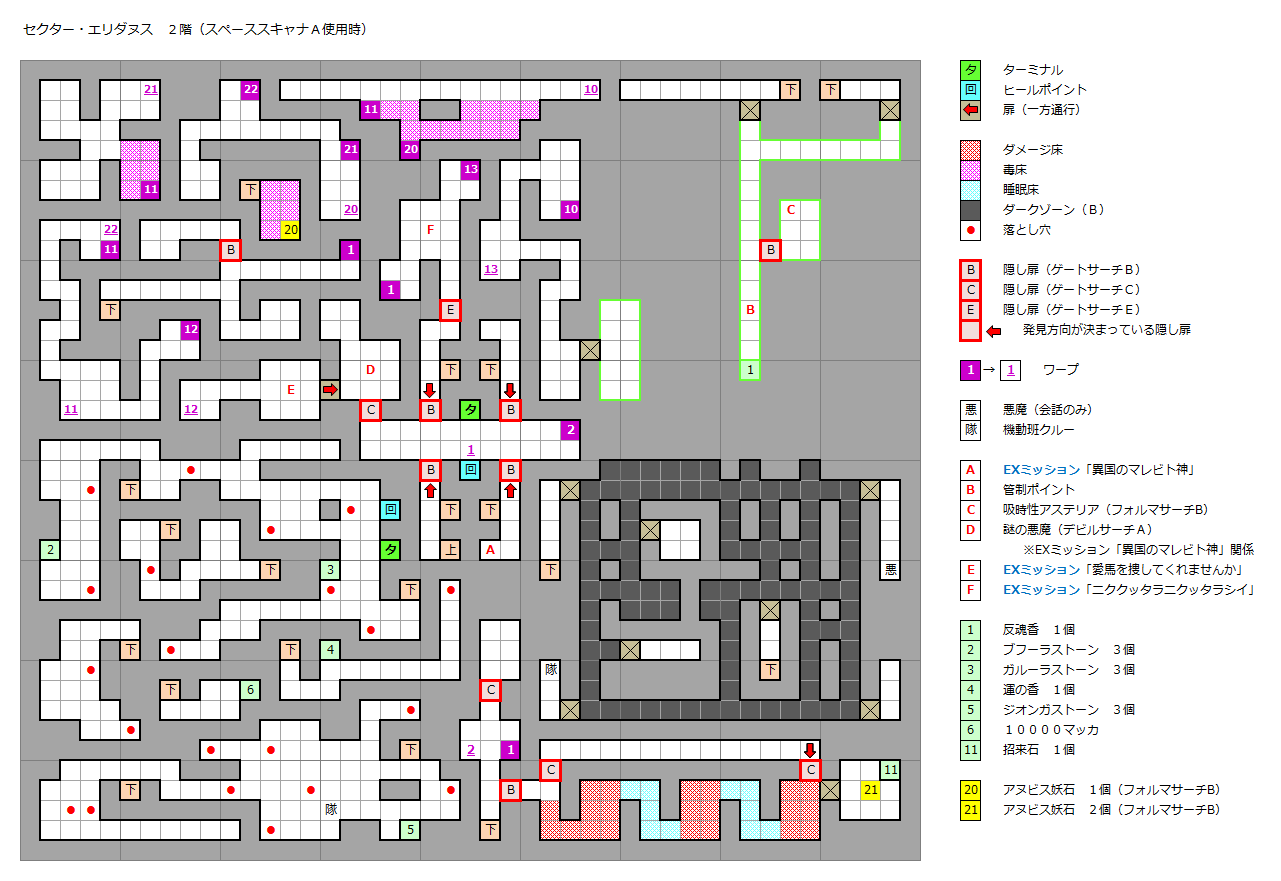 セクター・エリダヌス　２階（スペーススキャナＡ使用時）
21 22 10 下 下
11
21 20
13
11 下
20 10
22 F C
20
11 B 1 B
13
1
下 E B
12
D 下 下 1
E
11 12 C B タ B
2
1
B 回 B
下
回 下 下
下
2 タ 上 A
下 3 下 悪
下
下 下 4
隊 下
下 6 C
下 2 1
C C 11
下 B 21
隊
5 下
タ ターミナル
回 ヒールポイント
扉（一方通行）
ダメージ床
毒床
睡眠床
ダークゾーン（Ｂ）
落とし穴
B 隠し扉（ゲートサーチＢ）
C 隠し扉（ゲートサーチＣ）
E 隠し扉（ゲートサーチＥ）
発見方向が決まっている隠し扉
1 → 1 ワープ
悪 悪魔（会話のみ）
隊 機動班クルー
A EXミッション「異国のマレビト神」
B 管制ポイント
C 吸時性アステリア（フォルマサーチB）
D 謎の悪魔（デビルサーチＡ）
※EXミッション「異国のマレビト神」関係
E EXミッション「愛馬を捜してくれませんか」
F EXミッション「ニククッタラニクッタラシイ」
1 反魂香　１個
2 ブフーラストーン　３個
3 ガルーラストーン　３個
4 運の香　１個
5 ジオンガストーン　３個
6 １００００マッカ
11 招来石　１個
20 アヌビス妖石　１個（フォルマサーチB）
21 アヌビス妖石　２個（フォルマサーチB）